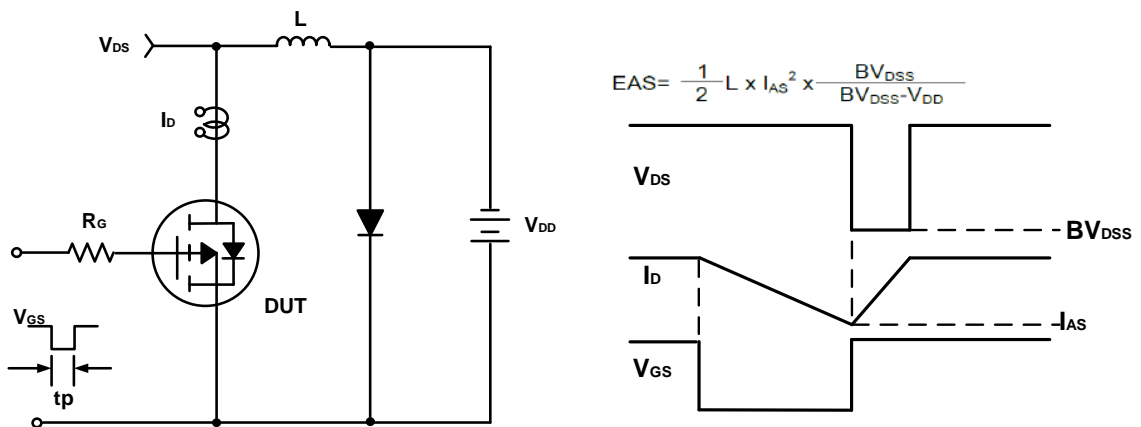 L
VDS
ID
RG
VDD
DUT
VGS
tp
EAS= 1/2 L x IAS² x BVDSS/(BVDSS-VDD)
VDS
BVDSS
ID
IAS
VGS